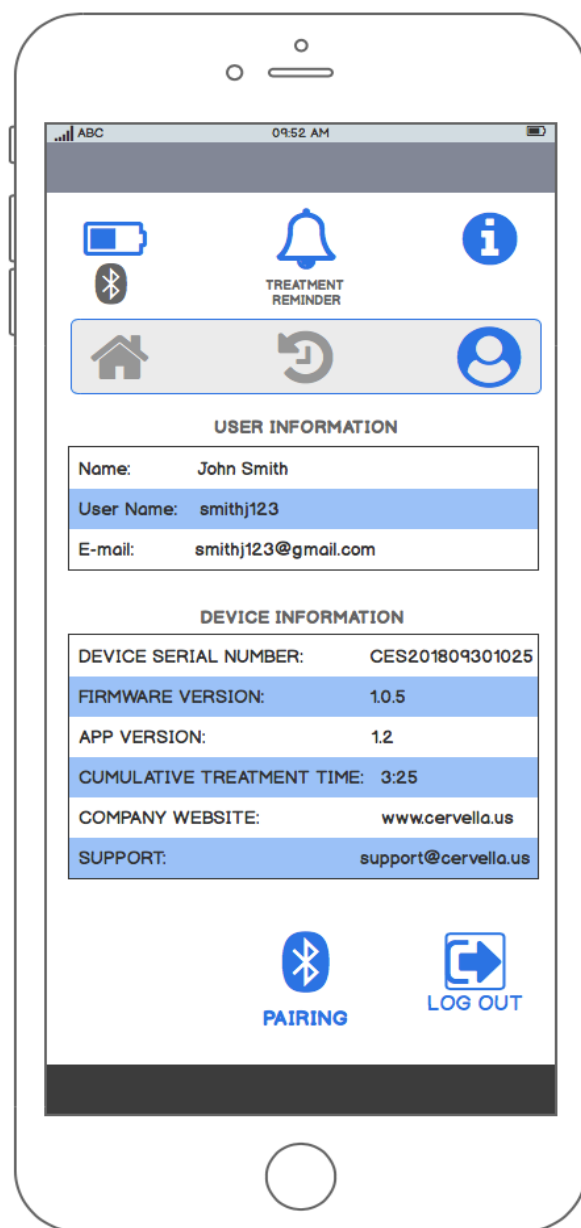 ABC 09:52 AM
TREATMENT
REMINDER
USER INFORMATION
Name: John Smith
User Name: smithj123
E-mail: smithj123@gmail.com
DEVICE INFORMATION
DEVICE SERIAL NUMBER: CES201809301025
FIRMWARE VERSION: 1.0.5
APP VERSION: 1.2
CUMULATIVE TREATMENT TIME: 3:25
COMPANY WEBSITE: www.cervella.us
SUPPORT: support@cervella.us
PAIRING
LOG OUT